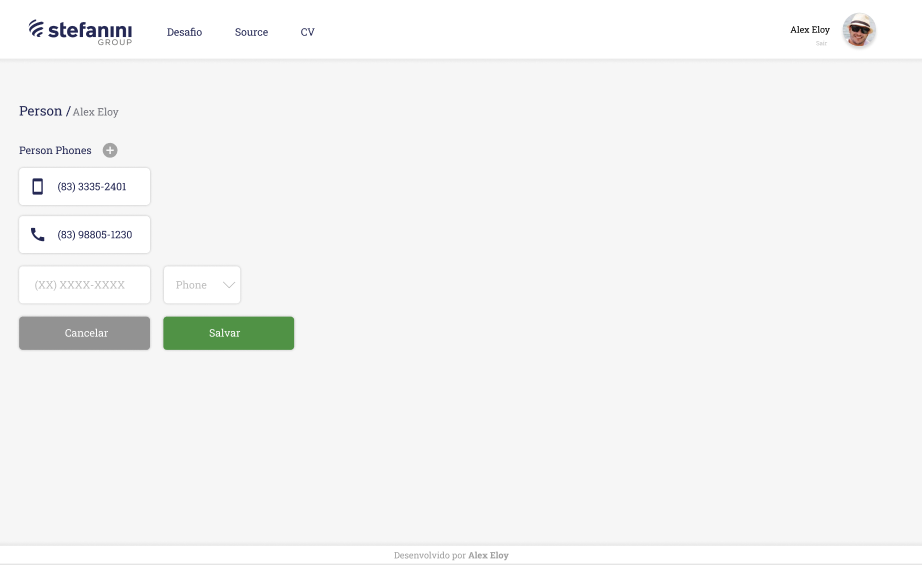 stefanini
GROUP
Desafio Source CV
Alex Eloy
Sair
Person / Alex Eloy
Person Phones
(83) 3335-2401
(83) 98805-1230
(XX) XXXX-XXXX Phone
Cancelar Salvar
Desenvolvido por Alex Eloy